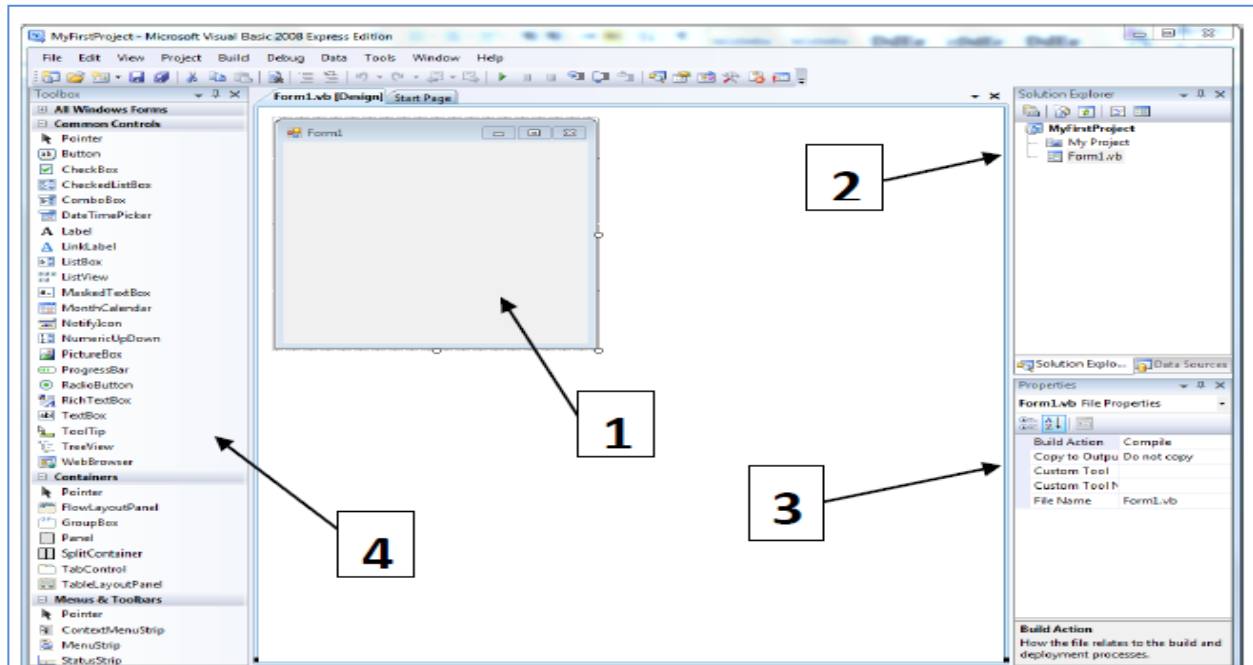 MyFirstProject - Microsoft Visual Basic 2008 Express Edition
File Edit View Project Build Debug Data Tools Window Help
Toolbox
All Windows Forms
Common Controls
Pointer
Button
CheckBox
CheckedListBox
ComboBox
DateTimePicker
Label
LinkLabel
ListBox
ListView
MaskedTextBox
MonthCalendar
NotifyIcon
NumericUpDown
PictureBox
ProgressBar
RadioButton
RichTextBox
TextBox
ToolTip
TreeView
WebBrowser
Containers
Pointer
FlowLayoutPanel
GroupBox
Panel
SplitContainer
TabControl
TableLayoutPanel
Menus & Toolbars
Pointer
ContextMenuStrip
MenuStrip
StatusStrip
Form1.vb [Design] Start Page
Form1
1
2
3
4
Solution Explorer
MyFirstProject
My Project
Form1.vb
Solution Explo... Data Sources
Properties
Form1.vb File Properties
Build Action Compile
Copy to Outpu Do not copy
Custom Tool
Custom Tool N
File Name Form1.vb
Build Action
How the file relates to the build and
deployment processes.